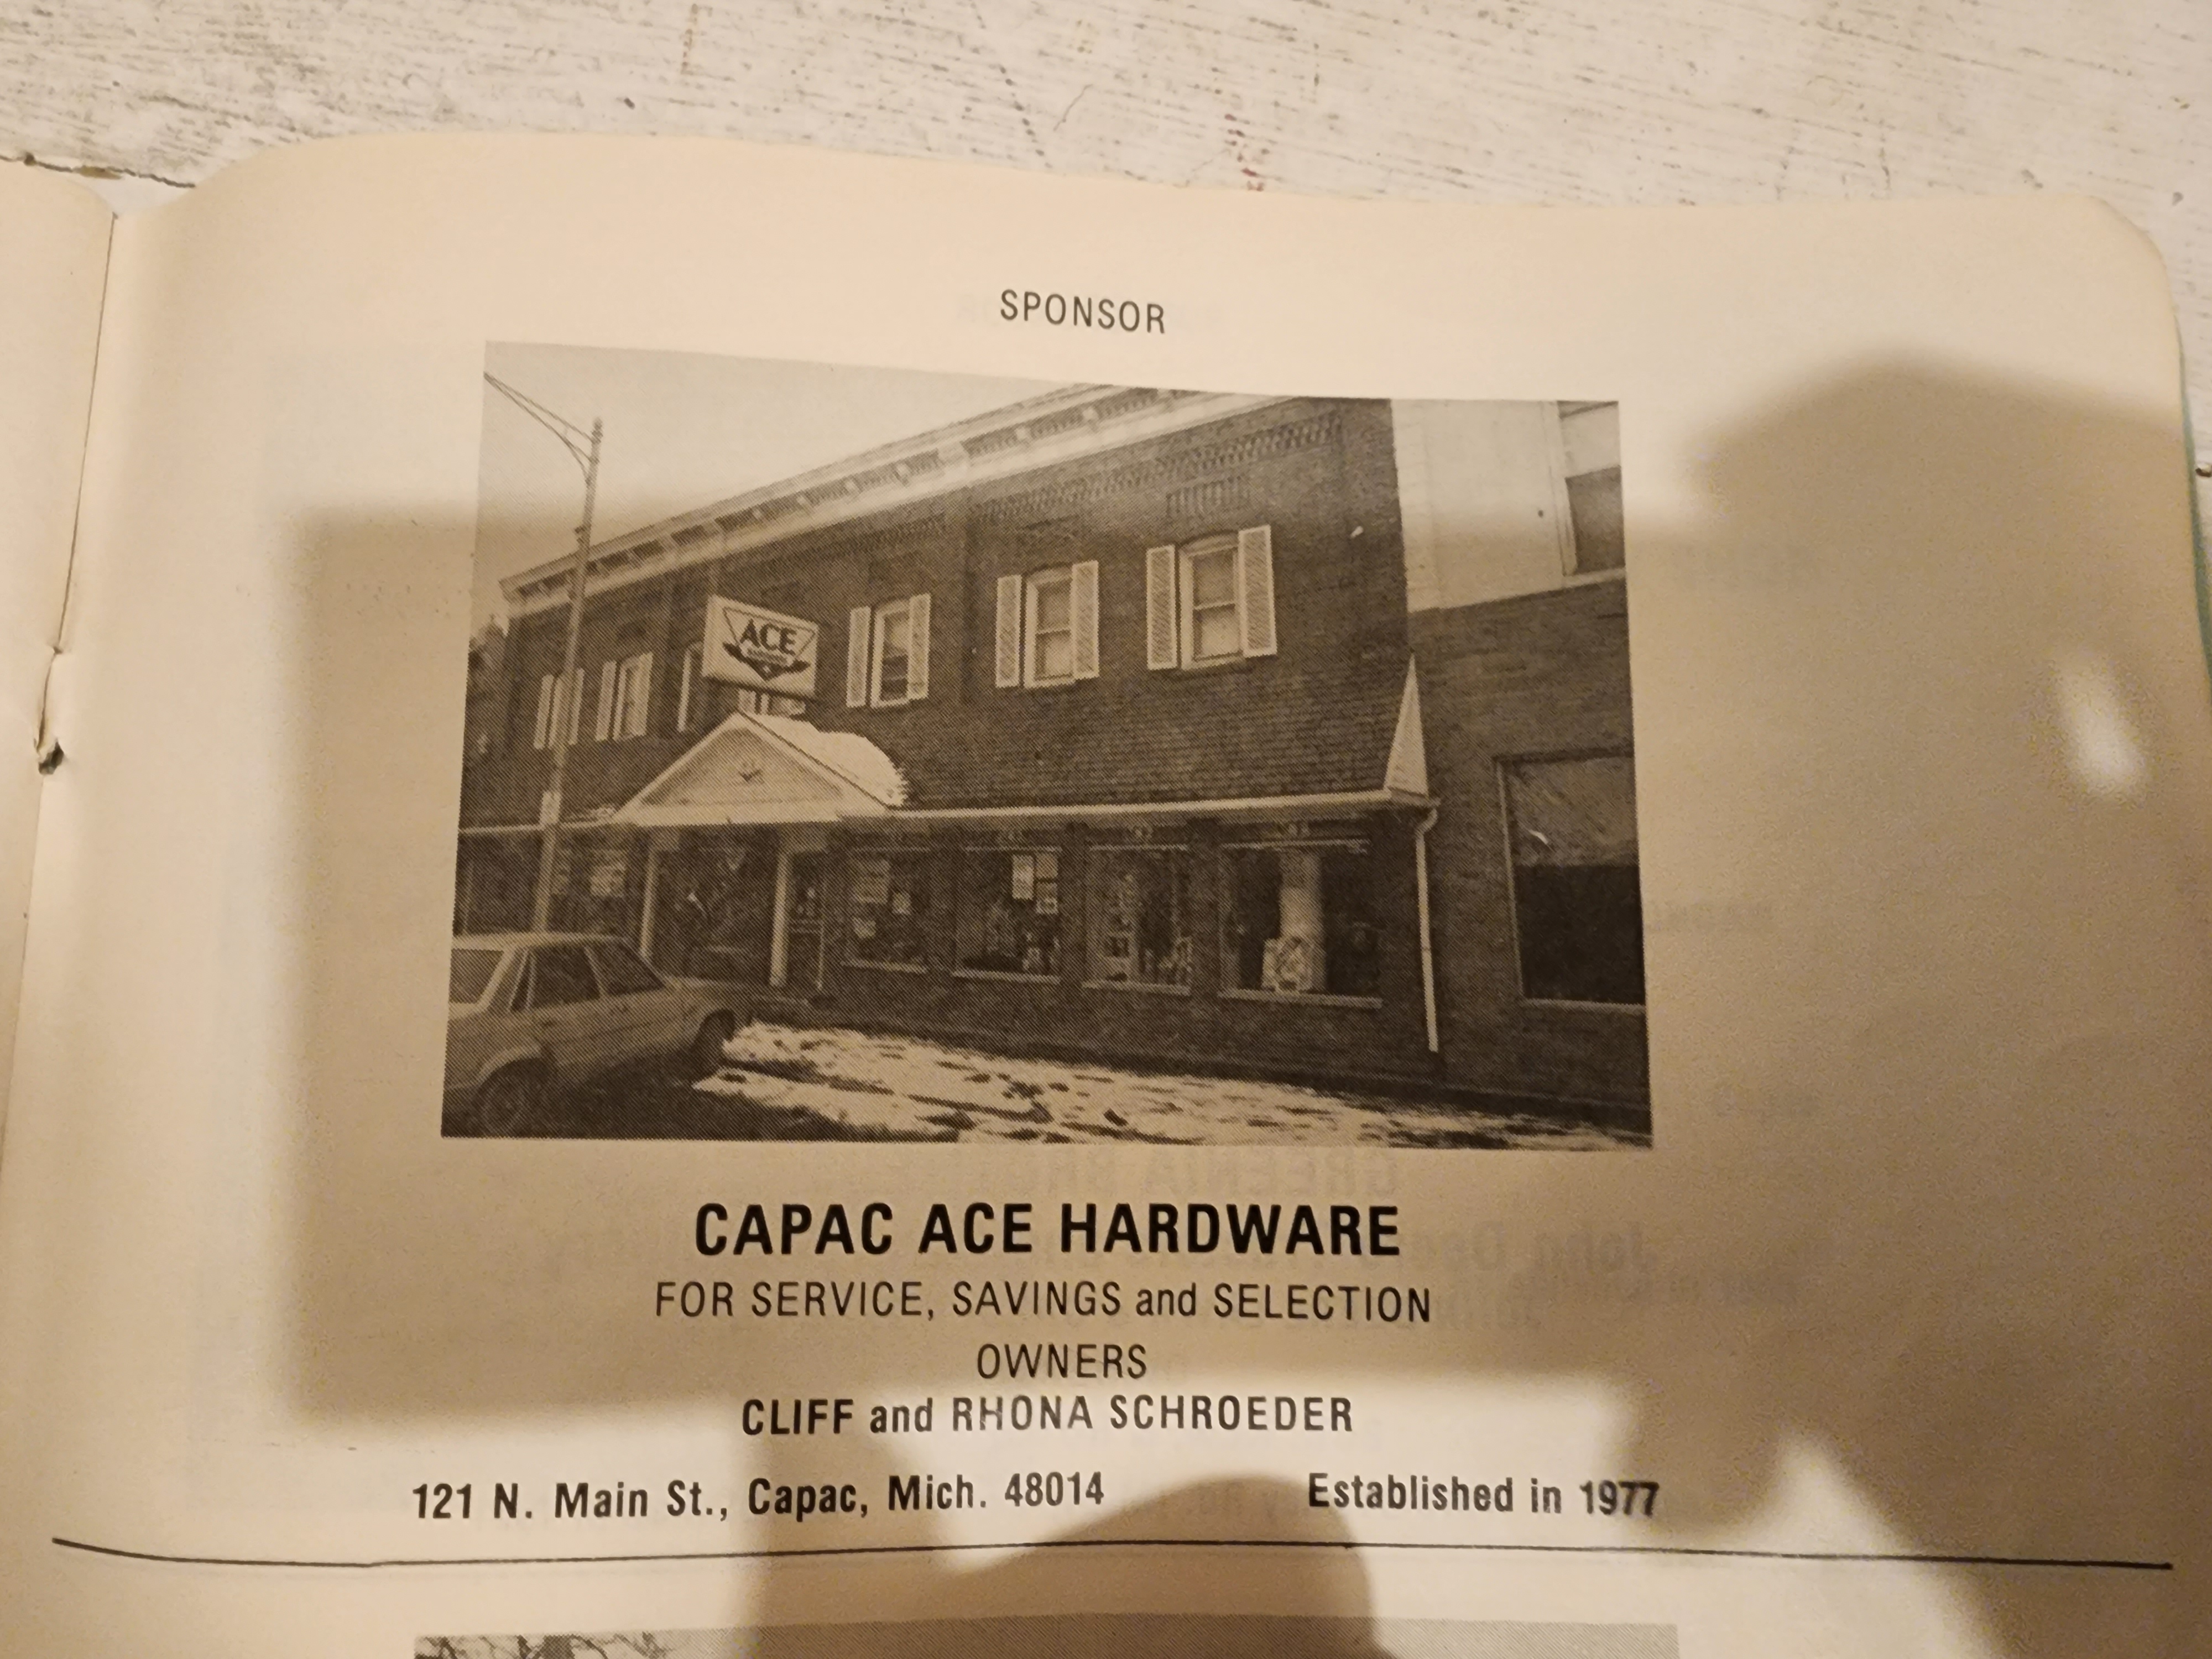 SPONSOR
ACE
CAPAC ACE HARDWARE
FOR SERVICE, SAVINGS and SELECTION
OWNERS
CLIFF and RHONA SCHROEDER
121 N. Main St., Capac, Mich. 48014 Established in 1977